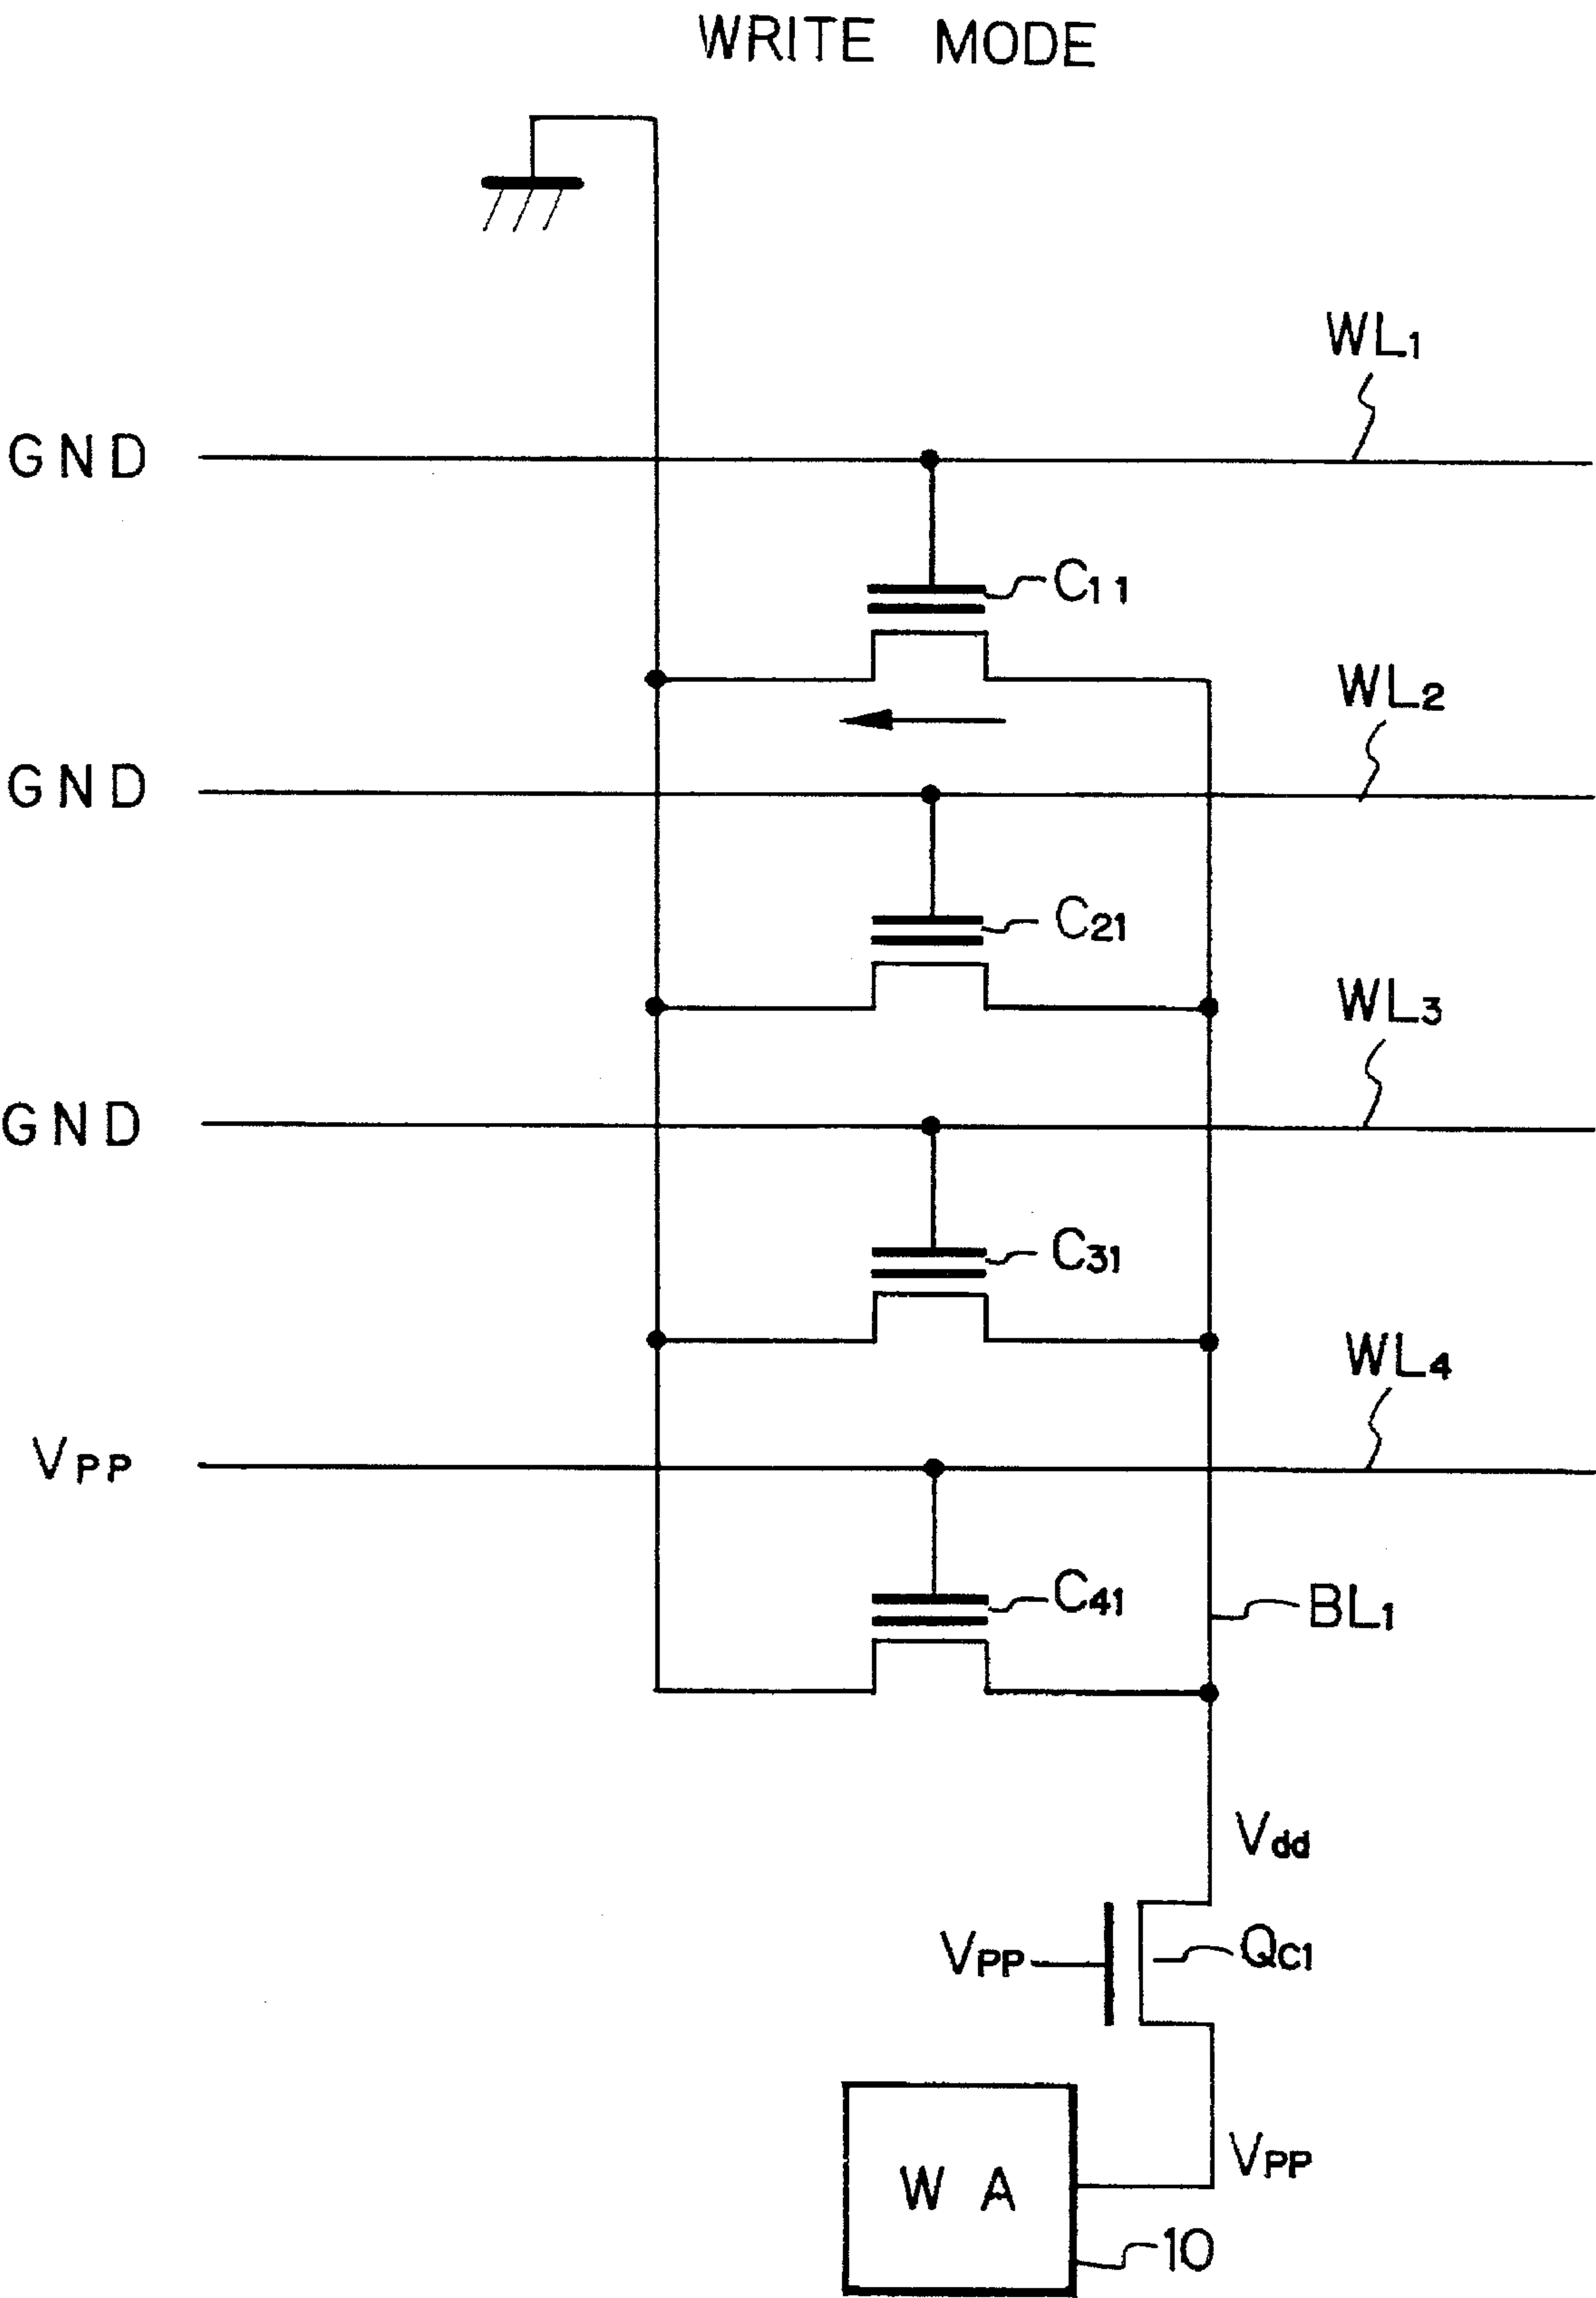 WRITE MODE
WL1
GND
C11
WL2
GND
C21
WL3
GND
C31
WL4
VPP
C41
BL1
Vdd
VPP
QC1
VPP
WA
10